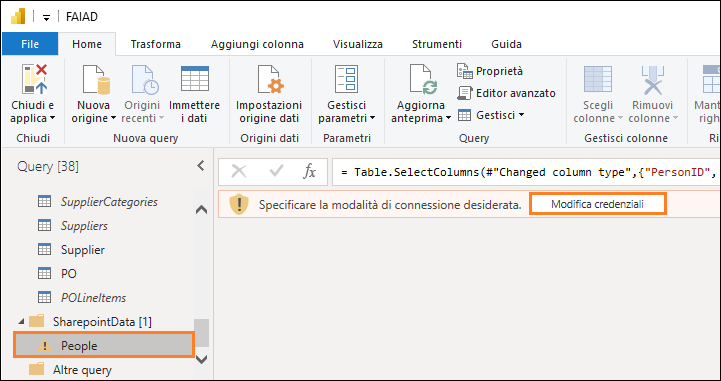 FAIAD
File Home Trasforma Aggiungi colonna Visualizza Strumenti Guida
Chiudi e applica Nuova origine Origini recenti Immettere i dati Impostazioni origine dati Gestisci parametri Aggiorna anteprima Proprietà Editor avanzato Gestisci Scegli colonne Rimuovi colonne Mant righ
Chiudi Nuova query Origini dati Parametri Query Gestisci colonne Ri
Query [38] fx = Table.SelectColumns(#"Changed column type",{"PersonID",
SupplierCategories
Specificare la modalità di connessione desiderata. Modifica credenziali
Suppliers
Supplier
PO
POLineItems
SharepointData [1]
People
Altre query